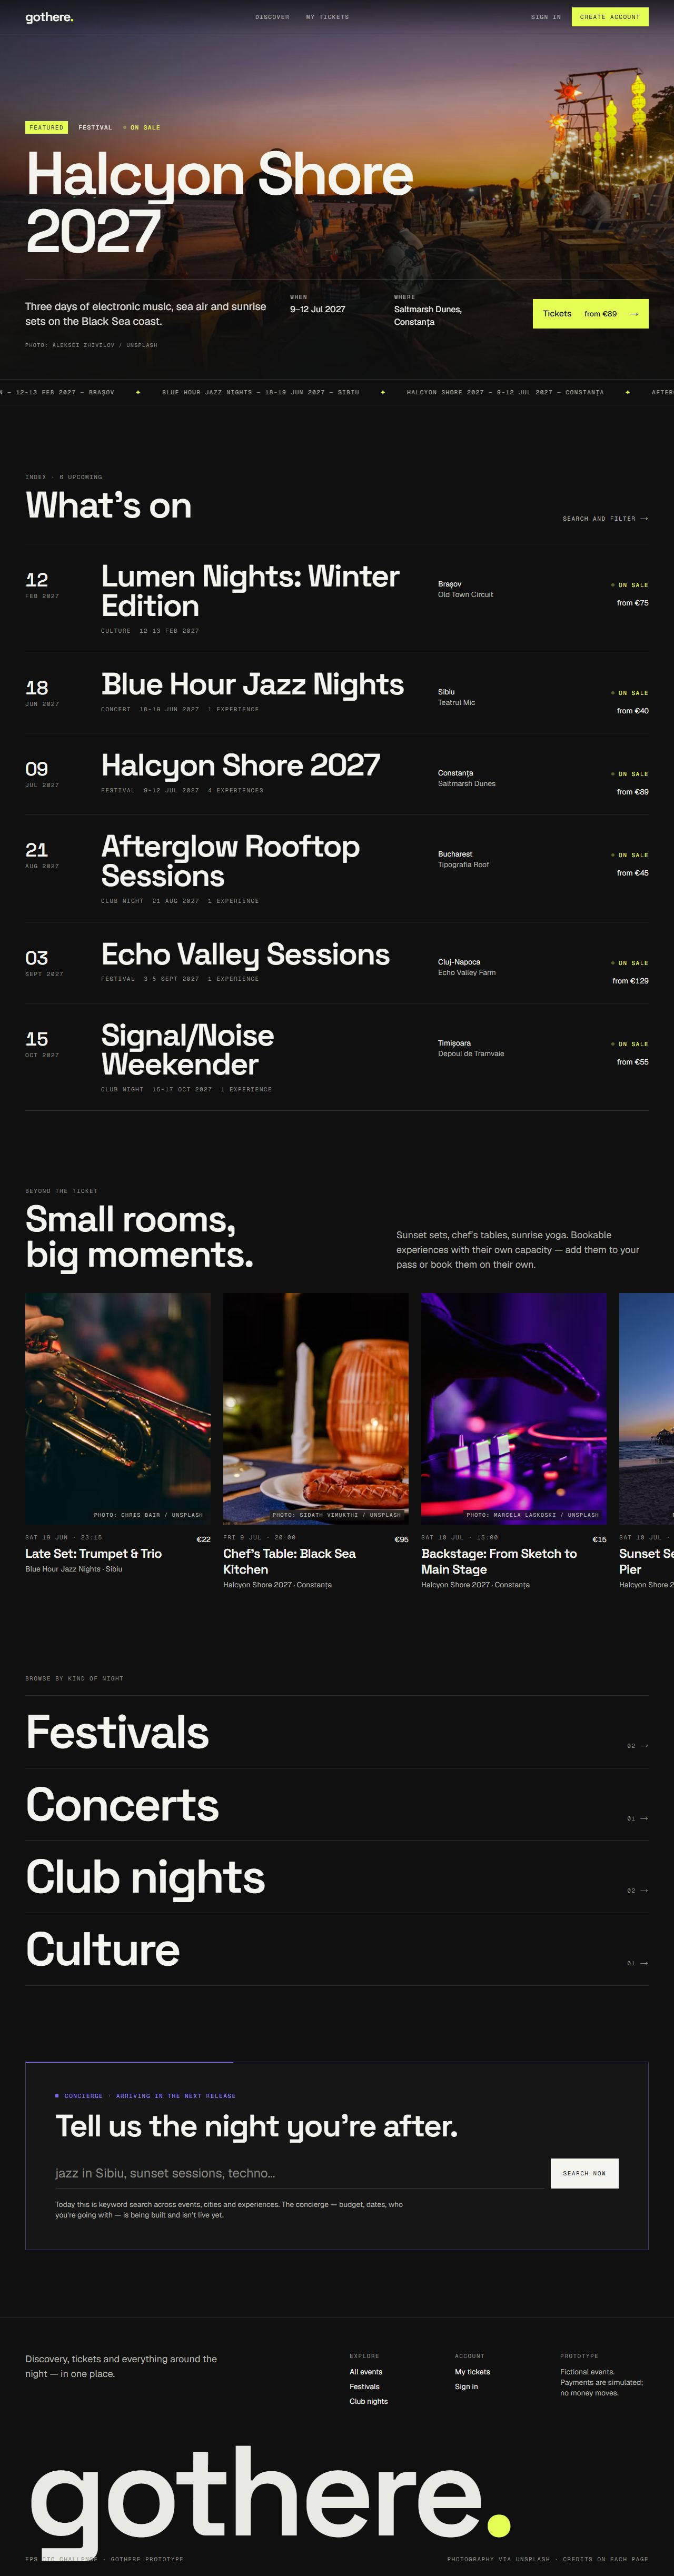 gothere.
DISCOVER
MY TICKETS
SIGN IN
CREATE ACCOUNT
FEATURED
FESTIVAL
ON SALE
Halcyon Shore
2027
Three days of electronic music, sea air and sunrise
sets on the Black Sea coast.
WHEN
9–12 Jul 2027
WHERE
Saltmarsh Dunes,
Constanța
Tickets from €89 →
PHOTO: ALEKSEI ZHIVILOV / UNSPLASH
N — 12–13 FEB 2027 — BRAȘOV ✦ BLUE HOUR JAZZ NIGHTS — 18–19 JUN 2027 — SIBIU ✦ HALCYON SHORE 2027 — 9–12 JUL 2027 — CONSTANȚA ✦ AFTER
INDEX · 6 UPCOMING
What's on
SEARCH AND FILTER →
12
FEB 2027
Lumen Nights: Winter
Edition
CULTURE 12–13 FEB 2027
Brașov
Old Town Circuit
ON SALE
from €75
18
JUN 2027
Blue Hour Jazz Nights
CONCERT 18–19 JUN 2027 1 EXPERIENCE
Sibiu
Teatrul Mic
ON SALE
from €40
09
JUL 2027
Halcyon Shore 2027
FESTIVAL 9–12 JUL 2027 4 EXPERIENCES
Constanța
Saltmarsh Dunes
ON SALE
from €89
21
AUG 2027
Afterglow Rooftop
Sessions
CLUB NIGHT 21 AUG 2027 1 EXPERIENCE
Bucharest
Tipografia Roof
ON SALE
from €45
03
SEPT 2027
Echo Valley Sessions
FESTIVAL 3–5 SEPT 2027 1 EXPERIENCE
Cluj-Napoca
Echo Valley Farm
ON SALE
from €129
15
OCT 2027
Signal/Noise
Weekender
CLUB NIGHT 15–17 OCT 2027 1 EXPERIENCE
Timișoara
Depoul de Tramvaie
ON SALE
from €55
BEYOND THE TICKET
Small rooms,
big moments.
Sunset sets, chef's tables, sunrise yoga. Bookable
experiences with their own capacity — add them to your
pass or book them on their own.
PHOTO: CHRIS BAIR / UNSPLASH
SAT 19 JUN · 23:15
€22
Late Set: Trumpet & Trio
Blue Hour Jazz Nights · Sibiu
PHOTO: SIDATH VIMUKTHI / UNSPLASH
FRI 9 JUL · 20:00
€95
Chef's Table: Black Sea
Kitchen
Halcyon Shore 2027 · Constanța
PHOTO: MARCELA LASKOSKI / UNSPLASH
SAT 10 JUL · 15:00
€15
Backstage: From Sketch to
Main Stage
Halcyon Shore 2027 · Constanța
SAT 10 JUL ·
Sunset Se
Pier
Halcyon Shore 2
BROWSE BY KIND OF NIGHT
Festivals
02 →
Concerts
01 →
Club nights
02 →
Culture
01 →
CONCIERGE · ARRIVING IN THE NEXT RELEASE
Tell us the night you're after.
jazz in Sibiu, sunset sessions, techno…
SEARCH NOW
Today this is keyword search across events, cities and experiences. The concierge — budget, dates, who
you're going with — is being built and isn't live yet.
Discovery, tickets and everything around the
night — in one place.
EXPLORE
All events
Festivals
Club nights
ACCOUNT
My tickets
Sign in
PROTOTYPE
Fictional events.
Payments are simulated;
no money moves.
gothere.
EPS CTO CHALLENGE · GOTHERE PROTOTYPE
PHOTOGRAPHY VIA UNSPLASH · CREDITS ON EACH PAGE